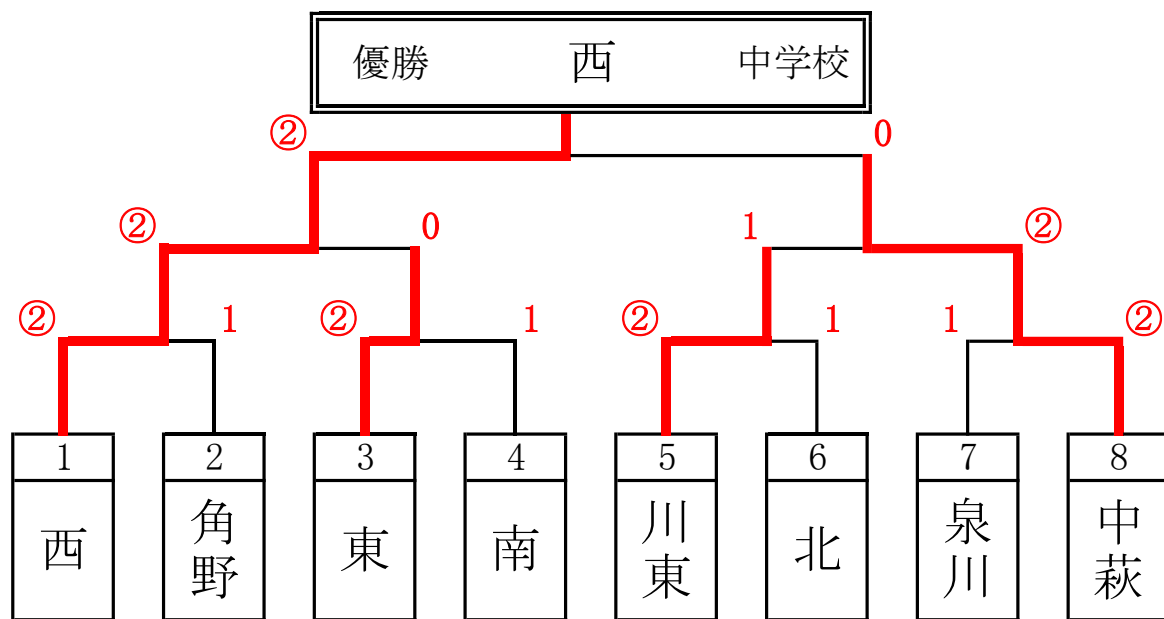 優勝 西 中学校
② 0
② 0 1 ②
② 1 ② 1 ② 1 1 ②
1 2 3 4 5 6 7 8
西 角野 東 南 川東 北 泉川 中萩